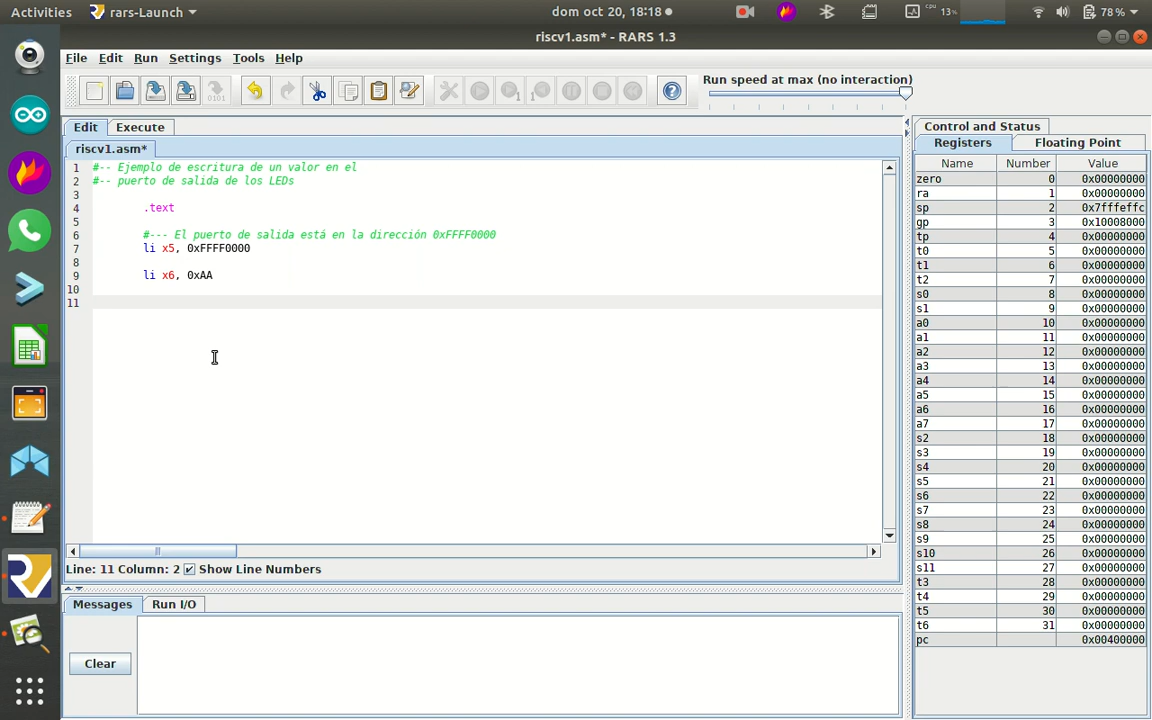 Activities rars-Launch dom oct 20, 18:18 cpu 13% 78 %
riscv1.asm* - RARS 1.3
File Edit Run Settings Tools Help
Run speed at max (no interaction)
Edit Execute
riscv1.asm*
1 #-- Ejemplo de escritura de un valor en el
2 #-- puerto de salida de los LEDs
3
4 .text
5
6 #--- El puerto de salida está en la dirección 0xFFFF0000
7 li x5, 0xFFFF0000
8
9 li x6, 0xAA
10
11
Line: 11 Column: 2 Show Line Numbers
Messages Run I/O
Clear
Control and Status
Registers Floating Point
Name Number Value
zero 0 0x00000000
ra 1 0x00000000
sp 2 0x7fffeffc
gp 3 0x10008000
tp 4 0x00000000
t0 5 0x00000000
t1 6 0x00000000
t2 7 0x00000000
s0 8 0x00000000
s1 9 0x00000000
a0 10 0x00000000
a1 11 0x00000000
a2 12 0x00000000
a3 13 0x00000000
a4 14 0x00000000
a5 15 0x00000000
a6 16 0x00000000
a7 17 0x00000000
s2 18 0x00000000
s3 19 0x00000000
s4 20 0x00000000
s5 21 0x00000000
s6 22 0x00000000
s7 23 0x00000000
s8 24 0x00000000
s9 25 0x00000000
s10 26 0x00000000
s11 27 0x00000000
t3 28 0x00000000
t4 29 0x00000000
t5 30 0x00000000
t6 31 0x00000000
pc 0x00400000